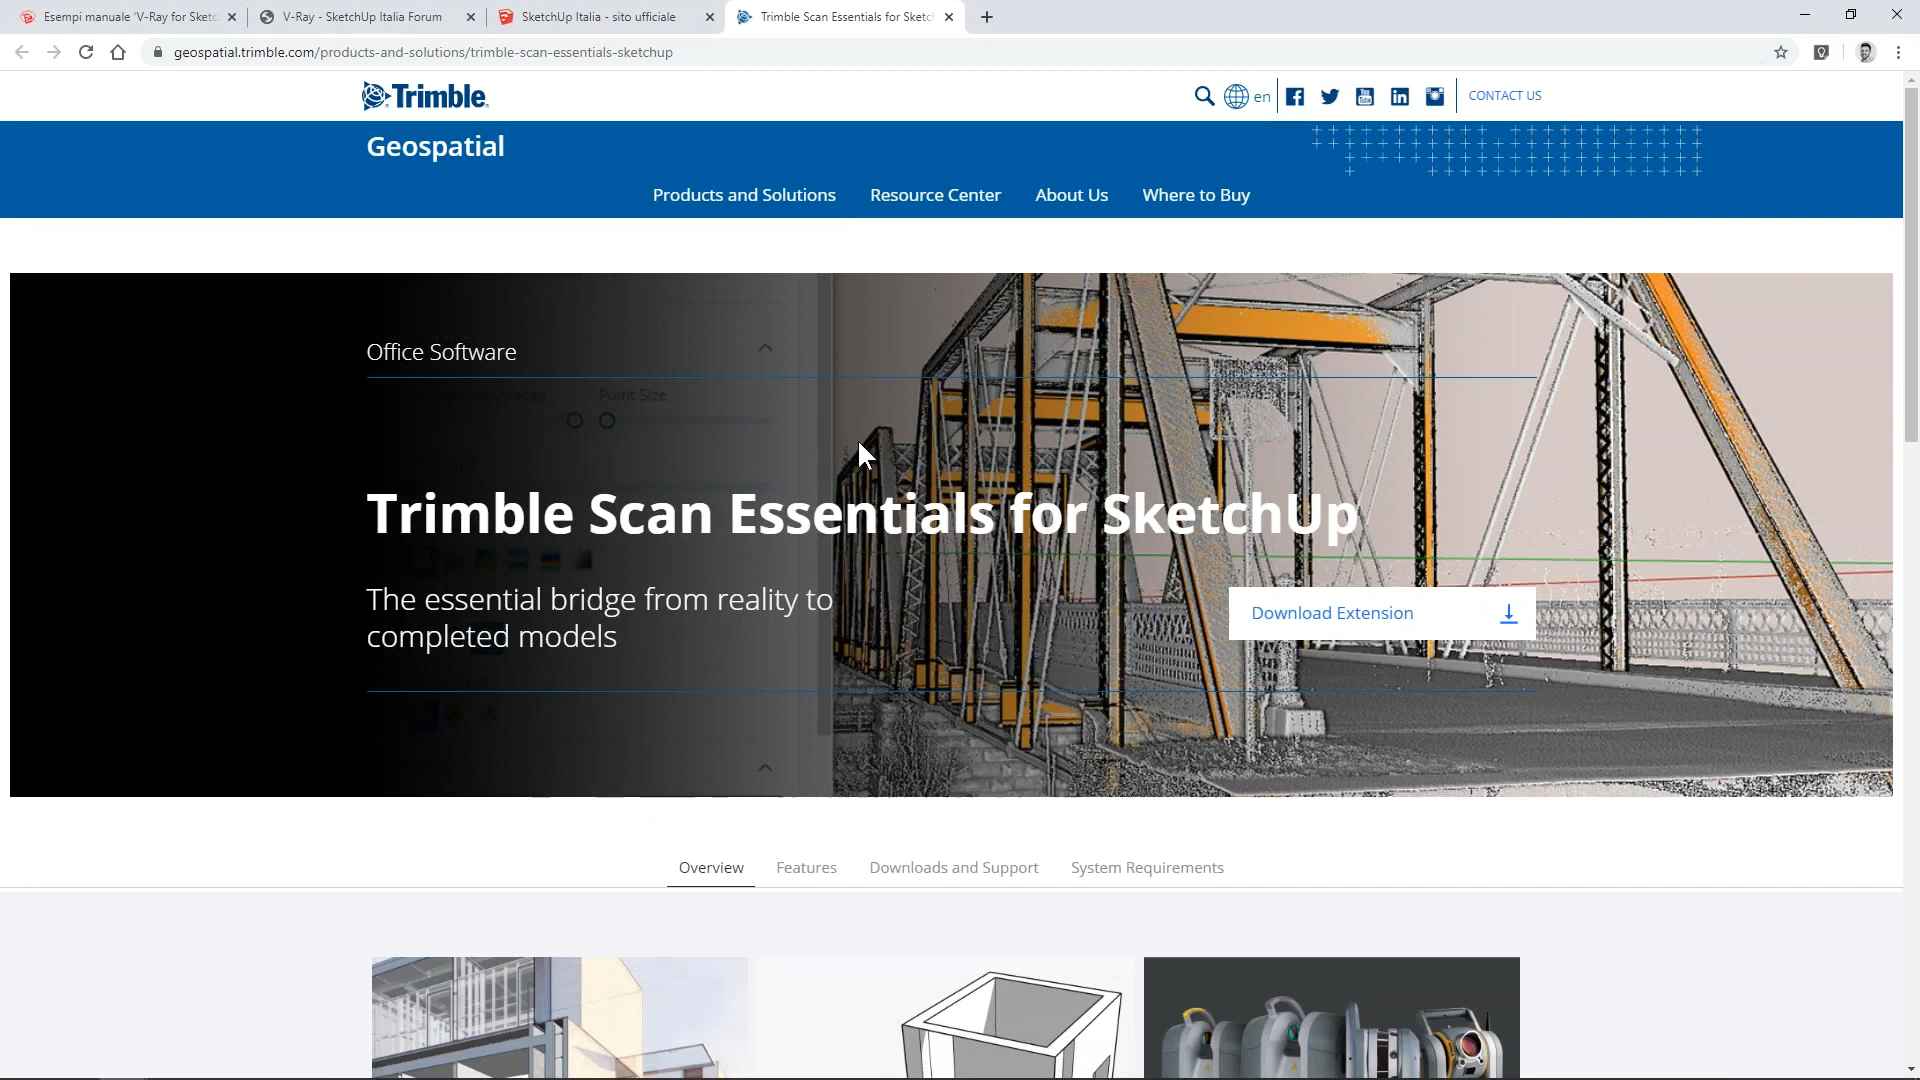 Esempi manuale 'V-Ray for Sketc
V-Ray - SketchUp Italia Forum
SketchUp Italia - sito ufficiale
Trimble Scan Essentials for Sketc
geospatial.trimble.com/products-and-solutions/trimble-scan-essentials-sketchup
Trimble
en
CONTACT US
Geospatial
Products and Solutions
Resource Center
About Us
Where to Buy
Office Software
Point Size
Trimble Scan Essentials for SketchUp
The essential bridge from reality to
completed models
Download Extension
Overview
Features
Downloads and Support
System Requirements